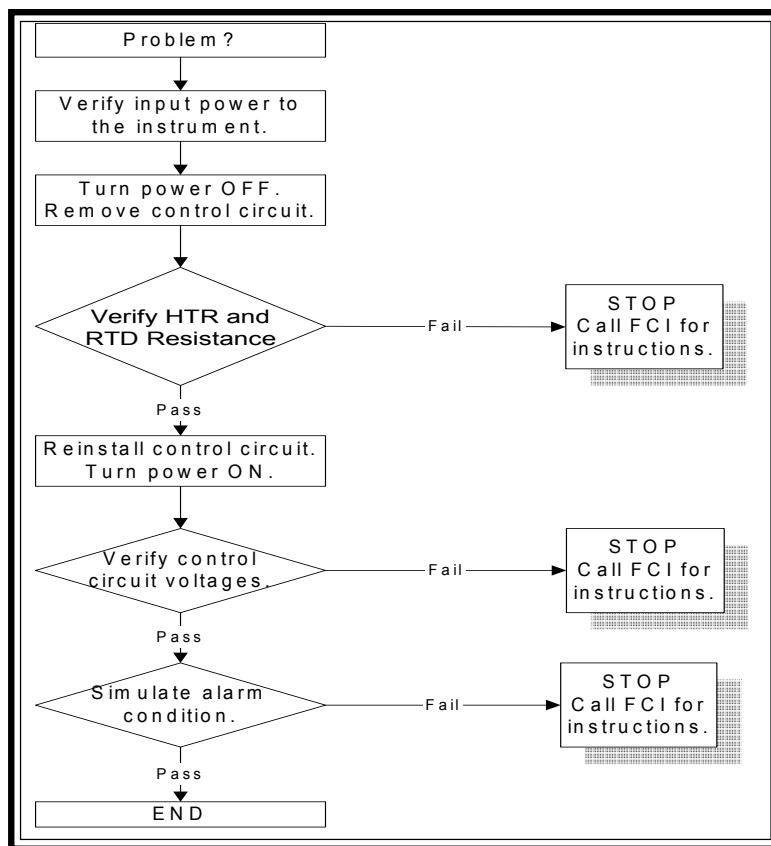 Problem?
Verify input power to
the instrument.
Turn power OFF.
Remove control circuit.
Verify HTR and
RTD Resistance
Fail
STOP
Call FCI for
instructions.
Pass
Reinstall control circuit.
Turn power ON.
Verify control
circuit voltages.
Fail
STOP
Call FCI for
instructions.
Pass
Simulate alarm
condition.
Fail
STOP
Call FCI for
instructions.
Pass
END